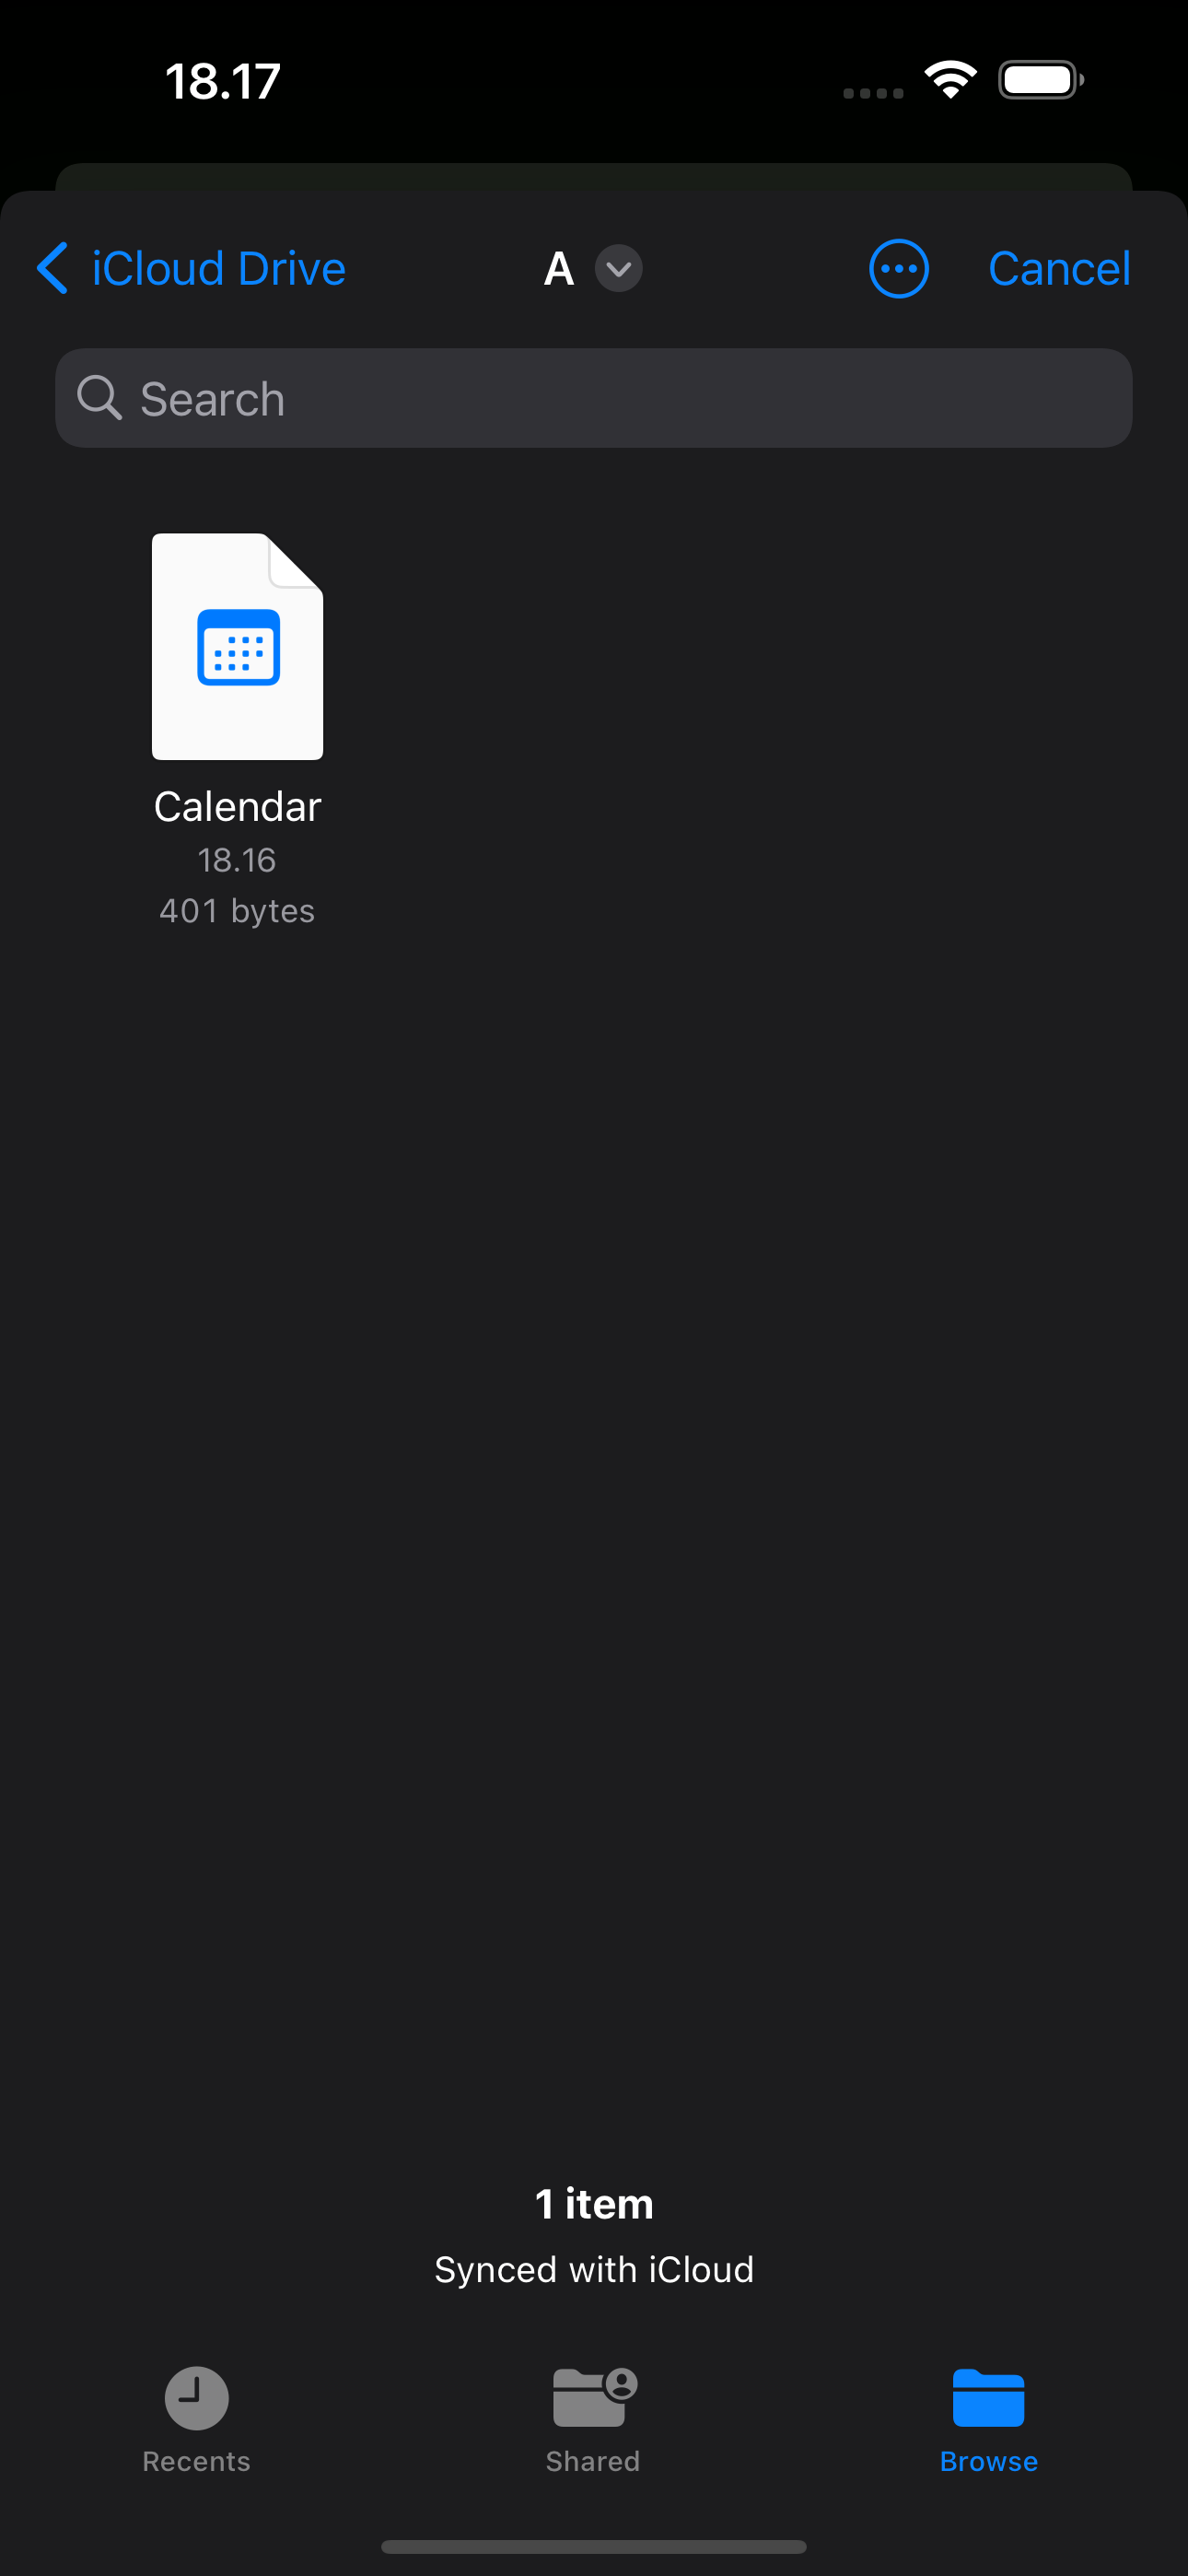 18.17
iCloud Drive
A
Cancel
Search
Calendar
18.16
401 bytes
1 item
Synced with iCloud
Recents
Shared
Browse